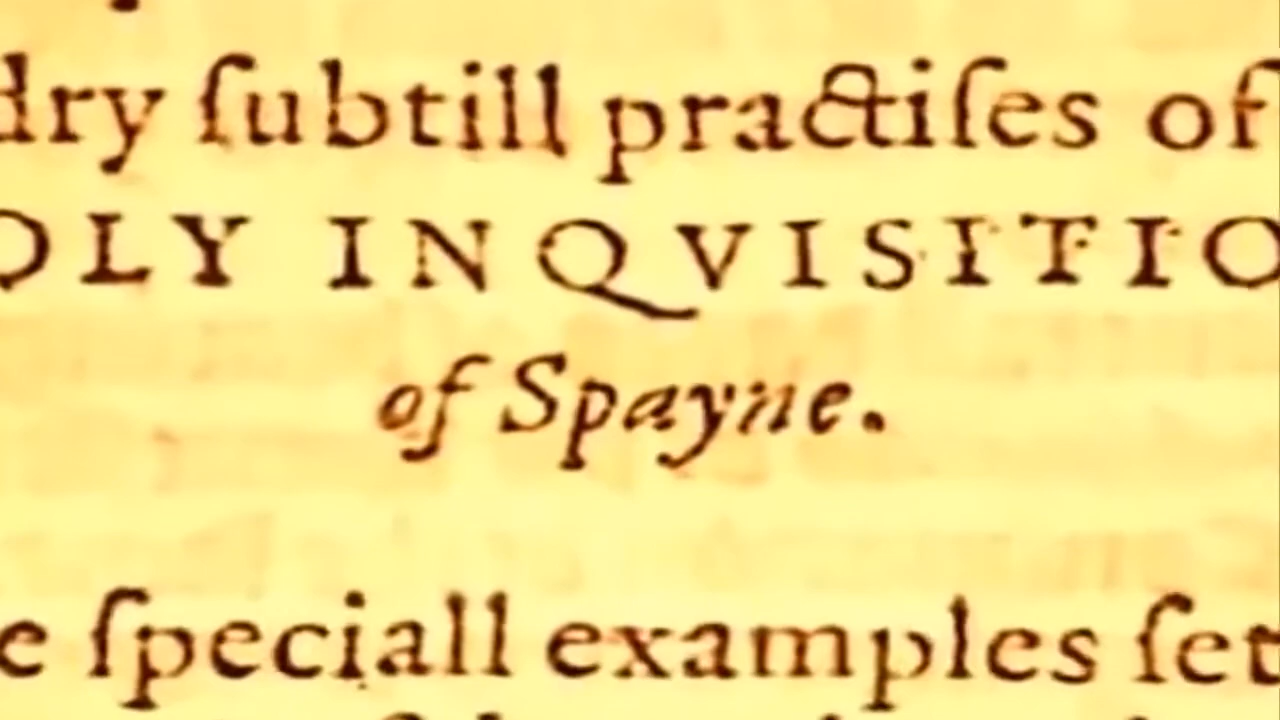 dry ſubtill practiſes of
OLY INQVISITIO
of Spayne.
e ſpeciall examples ſet